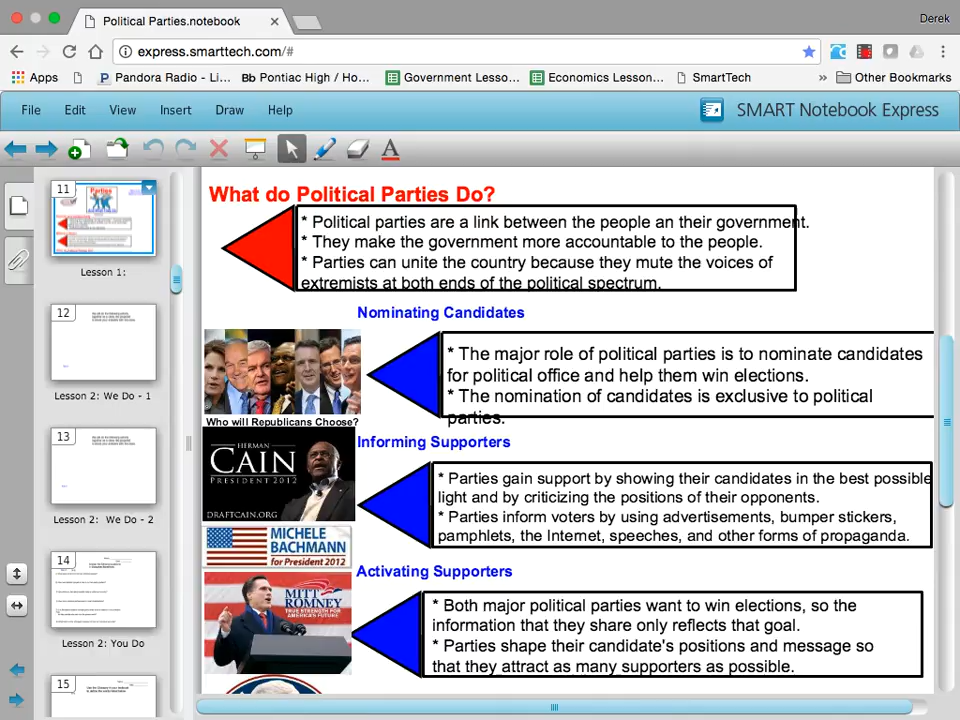 Political Parties.notebook
Derek
express.smarttech.com/#
Apps
Pandora Radio - Li...
Bb Pontiac High / Ho...
Government Lesso...
Economics Lesson...
SmartTech
» Other Bookmarks
File Edit View Insert Draw Help
SMART Notebook Express
11
Lesson 1:
12
Lesson 2: We Do - 1
13
Lesson 2: We Do - 2
14
Lesson 2: You Do
15
What do Political Parties Do?
* Political parties are a link between the people an their government.
* They make the government more accountable to the people.
* Parties can unite the country because they mute the voices of
extremists at both ends of the political spectrum.
Nominating Candidates
* The major role of political parties is to nominate candidates
for political office and help them win elections.
* The nomination of candidates is exclusive to political
parties.
Who will Republicans Choose?
Informing Supporters
HERMAN
CAIN
PRESIDENT 2012
DRAFTCAIN.ORG
* Parties gain support by showing their candidates in the best possible
light and by criticizing the positions of their opponents.
* Parties inform voters by using advertisements, bumper stickers,
pamphlets, the Internet, speeches, and other forms of propaganda.
MICHELE
BACHMANN
for President 2012
Activating Supporters
MITT
ROMNEY
TRUE STRENGTH FOR
AMERICA'S FUTURE
* Both major political parties want to win elections, so the
information that they share only reflects that goal.
* Parties shape their candidate's positions and message so
that they attract as many supporters as possible.